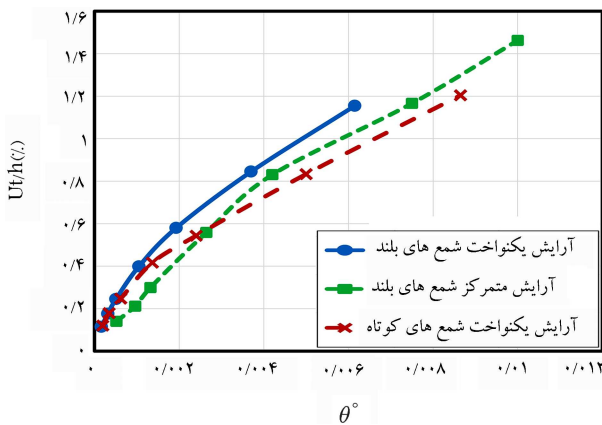 ۱/۶
۱/۴
۱/۲
۱
۰/۸
۰/۶
۰/۴
۰/۲
۰
Ut/h(٪)
آرایش یکنواخت شمع های بلند
آرایش متمرکز شمع های بلند
آرایش یکنواخت شمع های کوتاه
۰ ۰/۰۰۲ ۰/۰۰۴ ۰/۰۰۶ ۰/۰۰۸ ۰/۰۱ ۰/۰۱۲
θ°